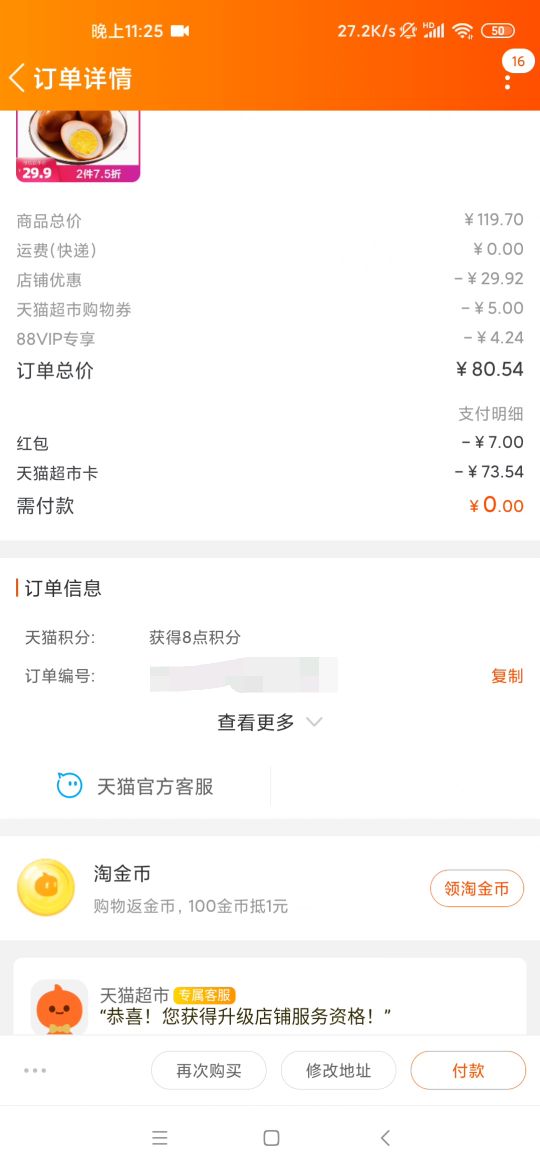 晚上11:25
27.2K/s
HD
50
订单详情
16
29.9 2件7.5折
商品总价 ¥119.70
运费(快递) ¥0.00
店铺优惠 -¥29.92
天猫超市购物券 -¥5.00
88VIP专享 -¥4.24
订单总价 ¥80.54
支付明细
红包 -¥7.00
天猫超市卡 -¥73.54
需付款 ¥0.00
订单信息
天猫积分: 获得8点积分
订单编号: 复制
查看更多
天猫官方客服
淘金币
购物返金币，100金币抵1元
领淘金币
天猫超市 专属客服
“恭喜！您获得升级店铺服务资格！”
再次购买 修改地址 付款